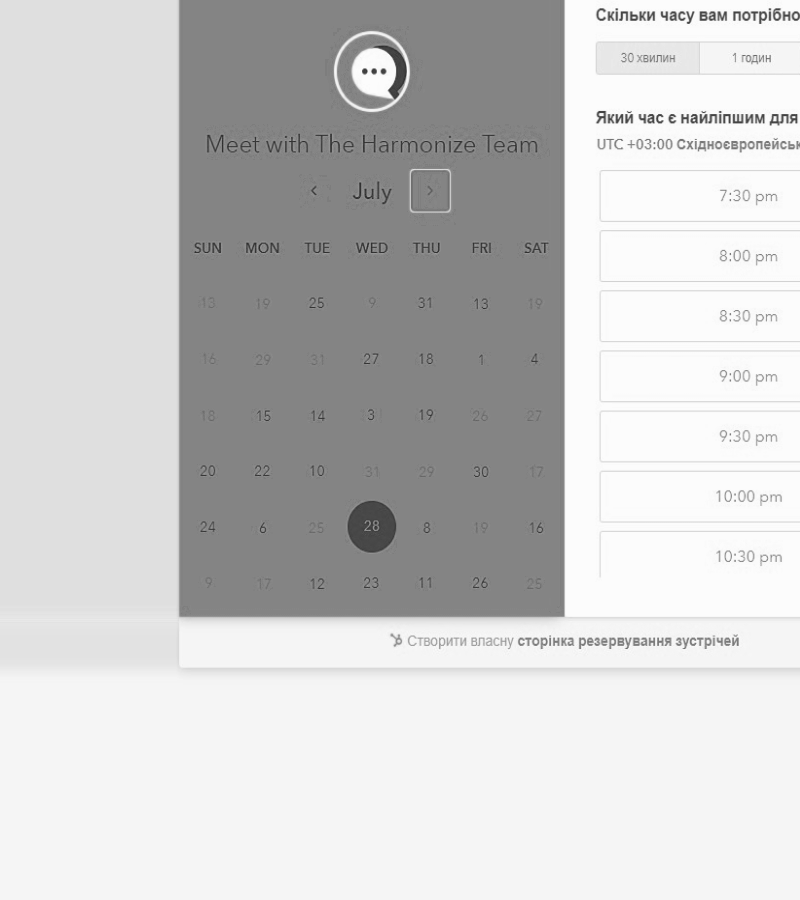 Meet with The Harmonize Team
July
SUN MON TUE WED THU FRI SAT
13 19 25 9 31 13 19
16 29 31 27 18 1 4
18 15 14 3 19 26 27
20 22 10 31 29 30 17
24 6 25 28 8 19 16
9 17 12 23 11 26 25
Скільки часу вам потрібно
30 хвилин 1 годин
Який час є найліпшим для
UTC +03:00 Східноєвропейськ
7:30 pm
8:00 pm
8:30 pm
9:00 pm
9:30 pm
10:00 pm
10:30 pm
Створити власну сторінка резервування зустрічей